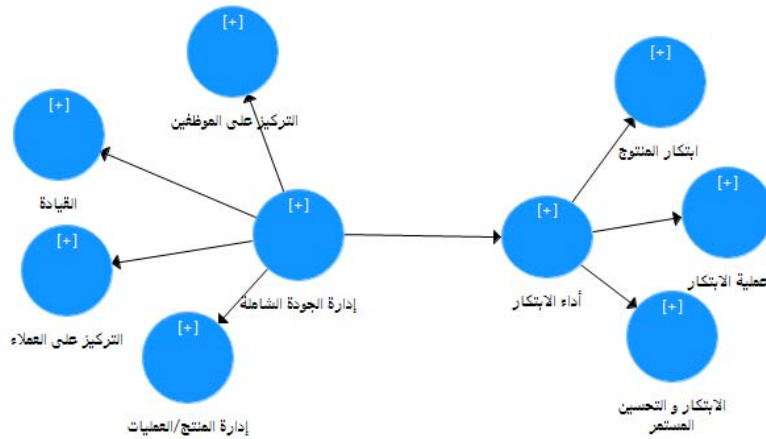 [+]
التركيز على الموظفين
[+]
ابتكار المنتوج
[+]
القيادة
[+]
عملية الابتكار
[+]
إدارة الجودة الشاملة
[+]
أداء الابتكار
[+]
التركيز على العملاء
[+]
إدارة المنتج/العمليات
[+]
الابتكار و التحسين
المستمر